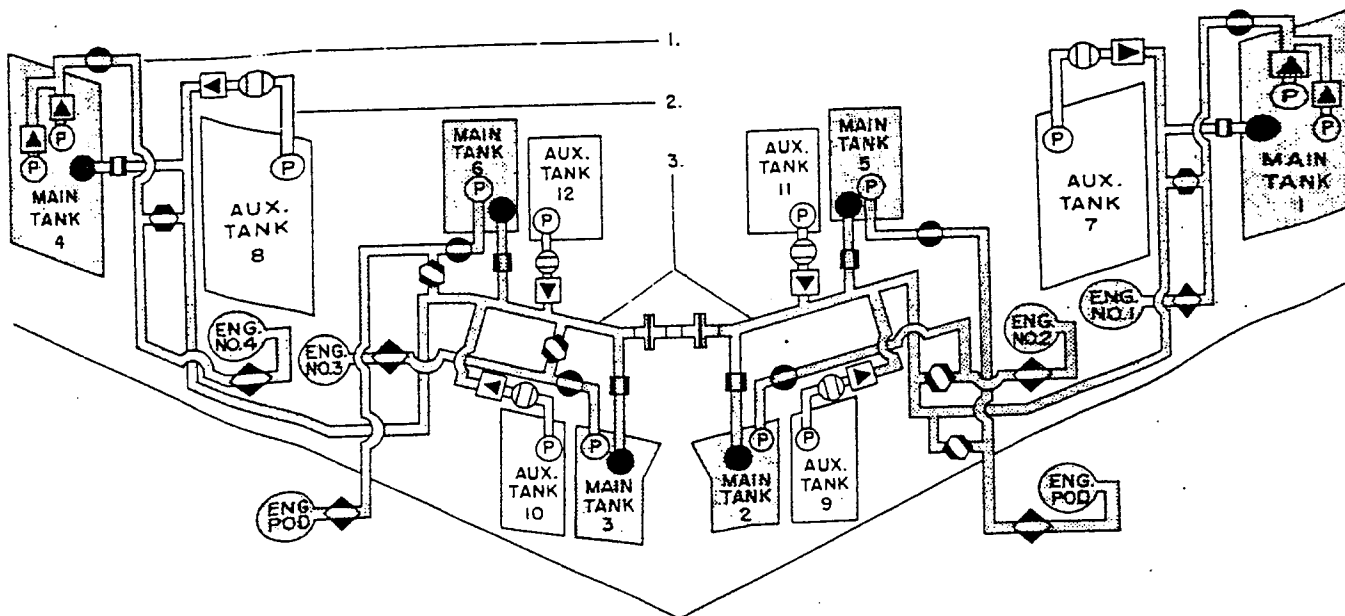 1.
2.
3.
P
P
MAIN
TANK
4
P
AUX.
TANK
8
MAIN
TANK
6
P
AUX.
TANK
12
P
AUX.
TANK
11
P
MAIN
TANK
5
P
P
AUX.
TANK
7
P
P
MAIN
TANK
1
ENG.
NO.4
ENG.
NO.3
ENG.
NO.2
ENG.
NO.1
P
AUX.
TANK
10
P
MAIN
TANK
3
P
MAIN
TANK
2
P
AUX.
TANK
9
ENG.
POD
ENG.
POD